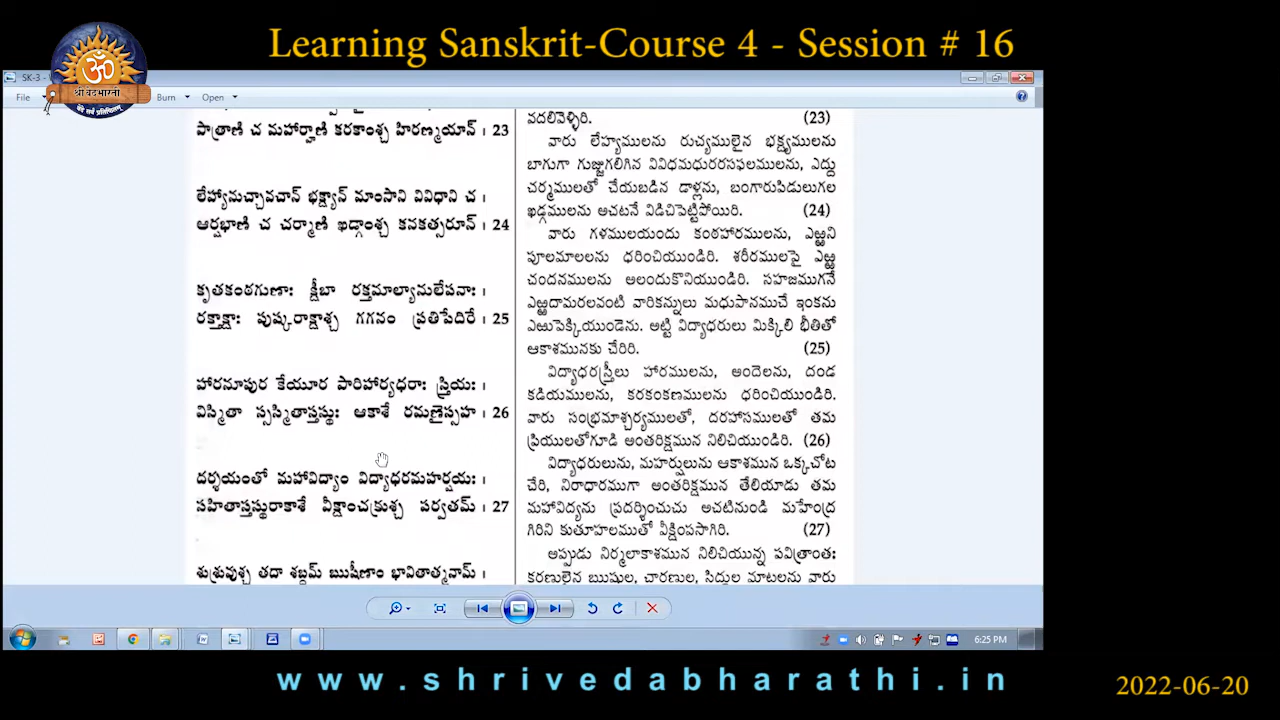 Learning Sanskrit-Course 4 - Session # 16
SK-3 -
File
Burn
Open
श्री वेदभारती
పాత్రాణి చ మహార్హాణి కరకాంశ్చ హిరణ్మయాన్ । 23
లేహ్యానుచ్చావచాన్ భక్ష్యాన్ మాంసాని వివిధాని చ ।
ఆర్షభాణి చ చర్మాణి ఖడ్గాంశ్చ కనకత్సరూన్ । 24
కృతకంఠగుణాః క్షీబా రక్తమాల్యానులేపనాః ।
రక్తాక్షాః పుష్కరాక్షాశ్చ గగనం ప్రతిపేదిరే । 25
హారనూపుర కేయూర పారిహార్యధరాః స్త్రియః ।
విస్మితా స్సస్మితాస్తస్థుః ఆకాశే రమణైస్సహ । 26
దర్శయంతో మహావిద్యాం విద్యాధరమహర్షయః ।
సహితాస్తస్థురాకాశే వీక్షాంచక్రుశ్చ పర్వతమ్ । 27
శుశ్రువుశ్చ తదా శబ్దమ్ ఋషీణాం భావితాత్మనామ్ ।
వదలివెళ్ళిరి. (23)
వారు లేహ్యములను రుచ్యములైన భక్ష్యములను
బాగుగా గుజ్జుగలిగిన వివిధమధురరసఫలములను, ఎద్దు
చర్మములతో చేయబడిన డాళ్లను, బంగారుపిడులుగల
ఖడ్గములను అచటనే విడిచిపెట్టిపోయిరి. (24)
వారు గళములయందు కంఠహారములను, ఎఱ్ఱని
పూలమాలలను ధరించియుండిరి. శరీరములపై ఎఱ్ఱ
చందనములను అలందుకొనియుండిరి. సహజముగనే
ఎఱ్ఱదామరలవంటి వారికన్నులు మధుపానముచే ఇంకను
ఎఱుపెక్కియుండెను. అట్టి విద్యాధరులు మిక్కిలి భీతితో
ఆకాశమునకు చేరిరి. (25)
విద్యాధరస్త్రీలు హారములను, అందెలను, దండ
కడియములను, కరకంకణములను ధరించియుండిరి.
వారు సంభ్రమాశ్చర్యములతో, దరహాసములతో తమ
ప్రియులతోగూడి అంతరిక్షమున నిలిచియుండిరి. (26)
విద్యాధరులును, మహర్షులును ఆకాశమున ఒక్కచోట
చేరి, నిరాధారముగా అంతరిక్షమున తేలియాడు తమ
మహావిద్యను ప్రదర్శించుచు అచటినుండి మహేంద్ర
గిరిని కుతూహలముతో వీక్షింపసాగిరి. (27)
అప్పుడు నిర్మలాకాశమున నిలిచియున్న పవిత్రాంతః
కరణులైన ఋషుల, చారణుల, సిద్ధుల మాటలను వారు
6:25 PM
www.shrivedabharathi.in
2022-06-20